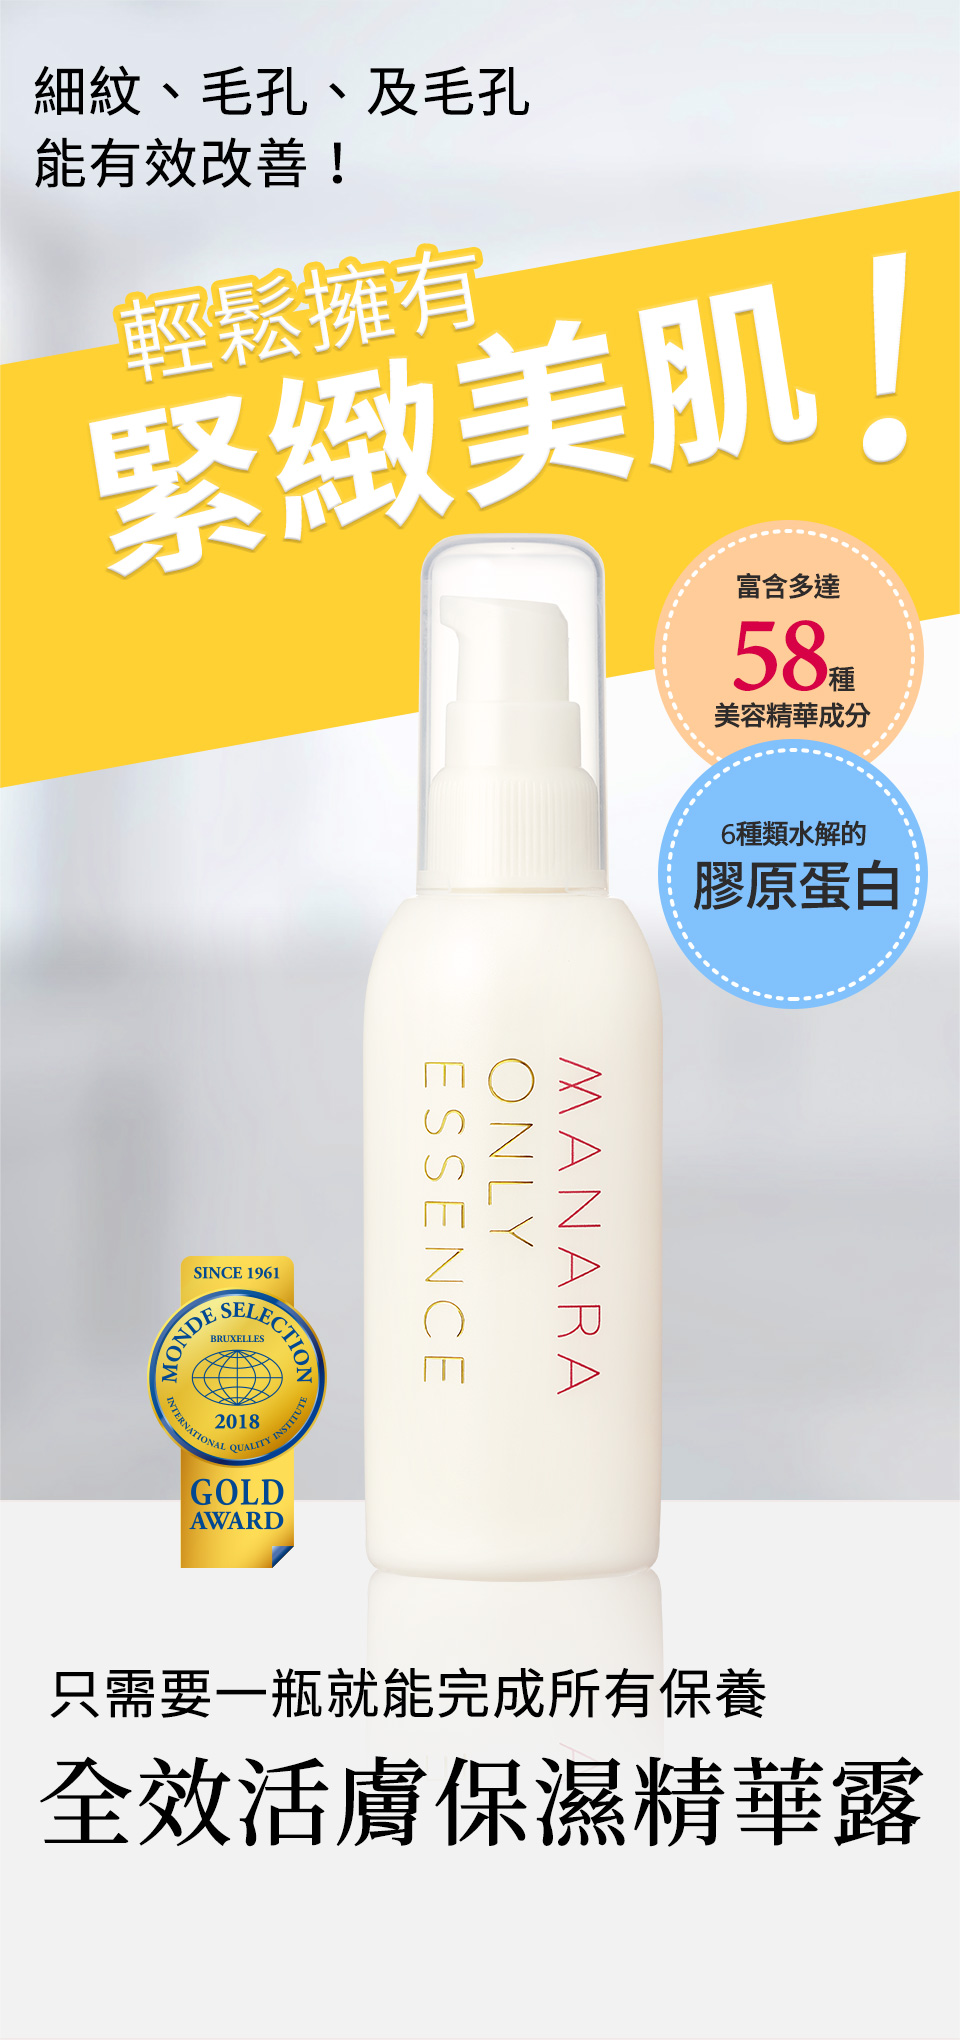 細紋、毛孔、及毛孔
能有效改善！
輕鬆擁有
緊緻美肌！
富含多達
58種
美容精華成分
6種類水解的
膠原蛋白
MANARA
ONLY
ESSENCE
SINCE 1961
MONDE SELECTION
BRUXELLES
2018
INTERNATIONAL QUALITY INSTITUTE
GOLD
AWARD
只需要一瓶就能完成所有保養
全效活膚保濕精華露